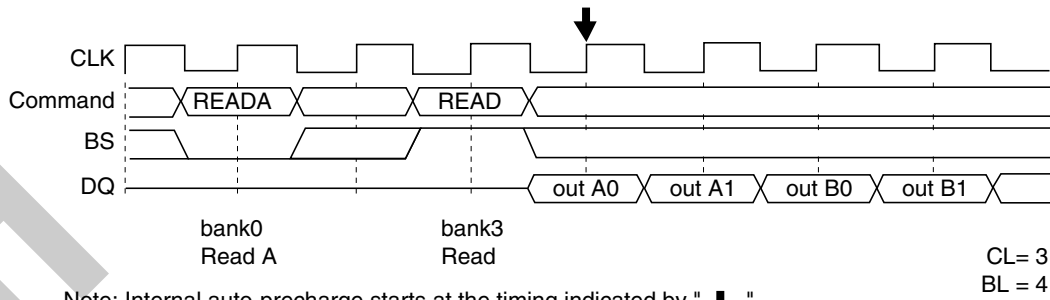 CLK
Command READA READ
BS
DQ out A0 out A1 out B0 out B1
bank0 bank3
Read A Read
CL= 3
BL = 4
Note: Internal auto-precharge starts at the timing indicated by " ".